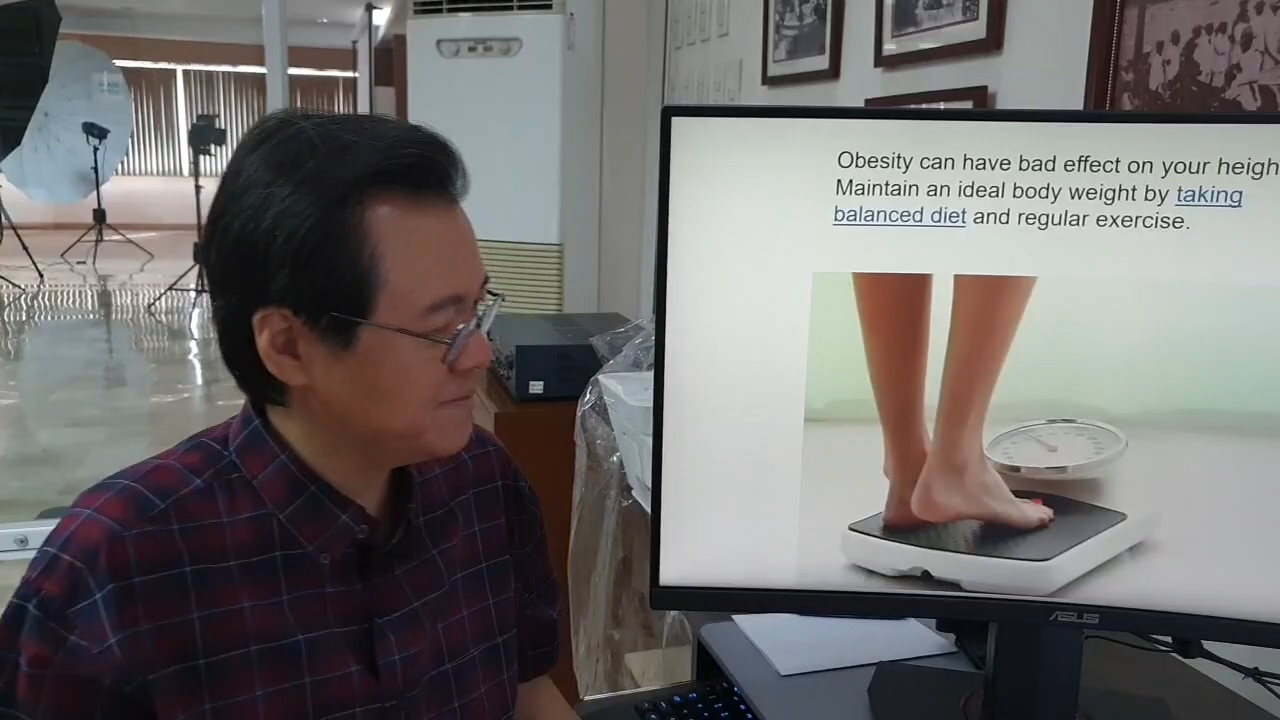 Obesity can have bad effect on your heigh
Maintain an ideal body weight by taking
balanced diet and regular exercise.
ASUS